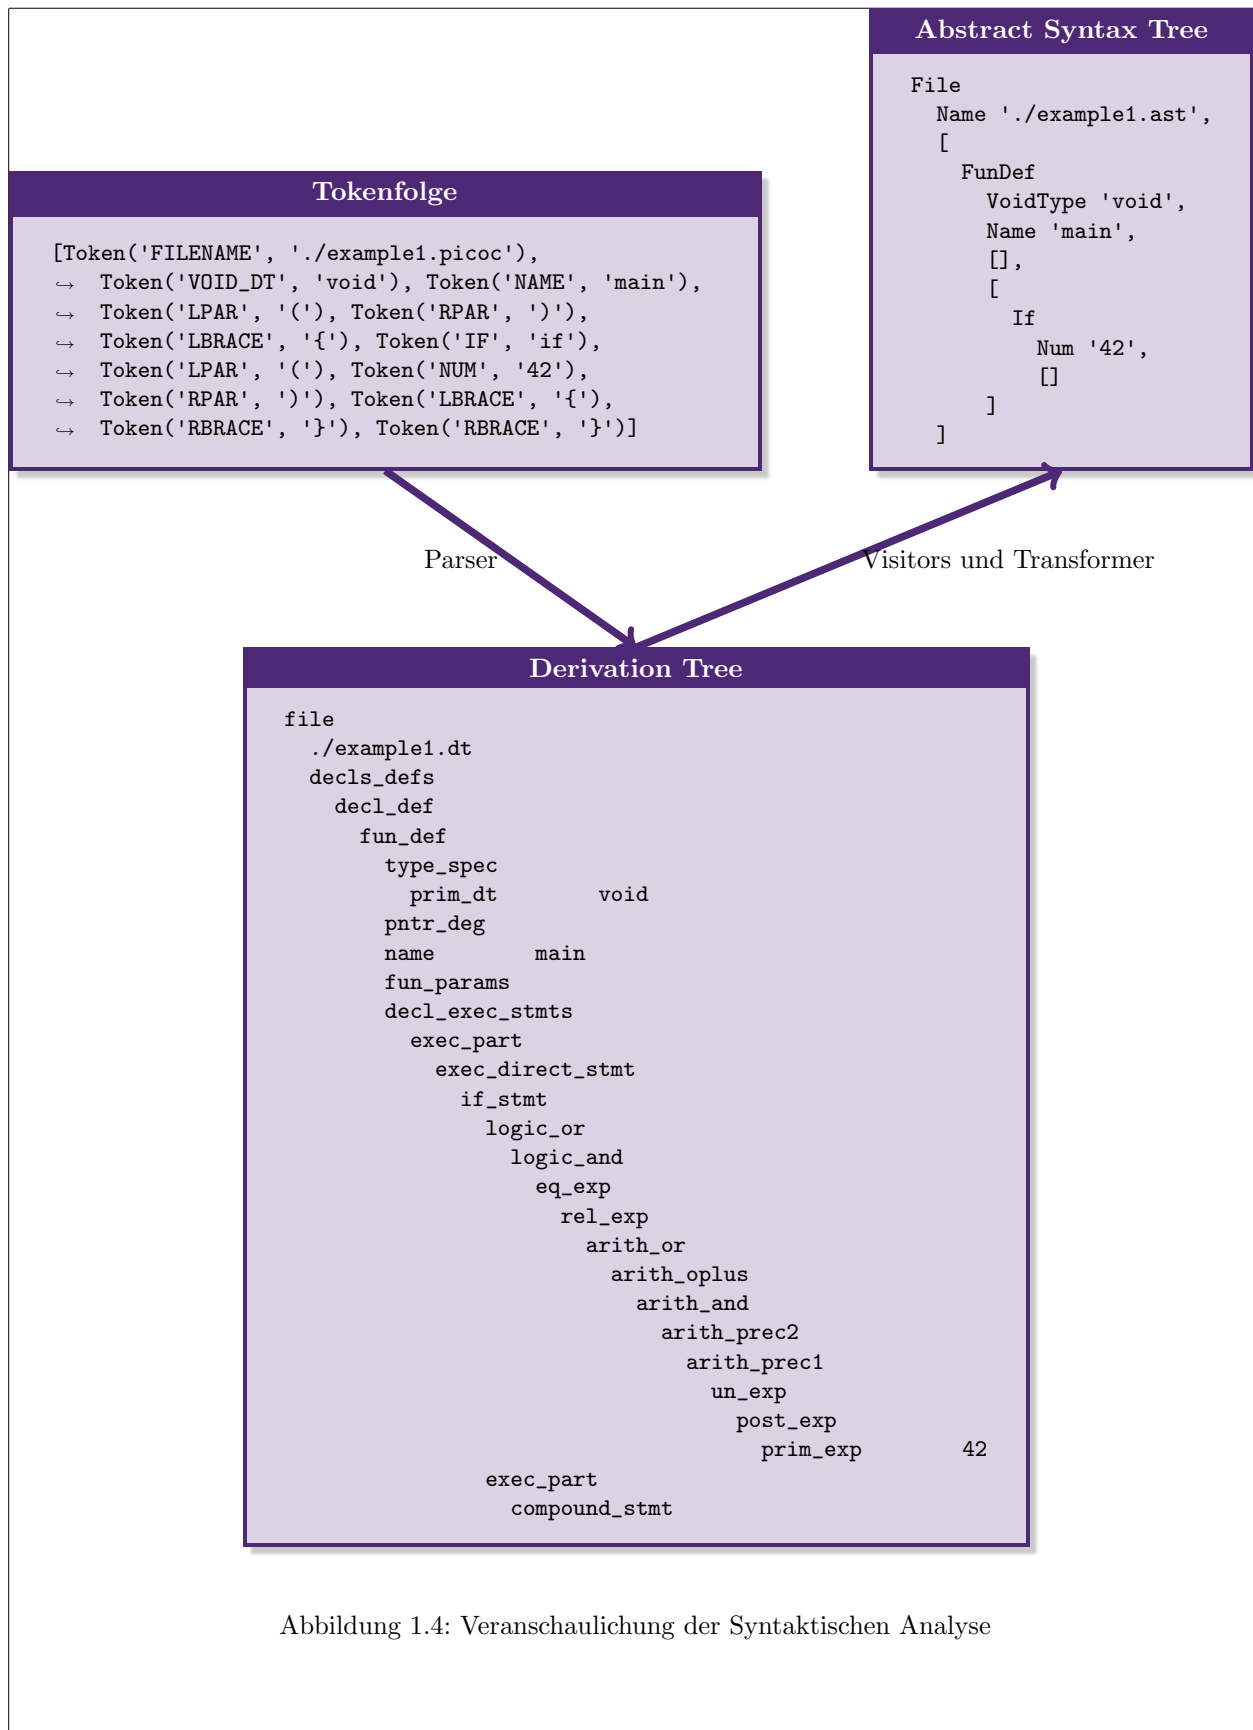 Abstract Syntax Tree
File
  Name './example1.ast',
  [
    FunDef
      VoidType 'void',
      Name 'main',
      [],
      [
        If
          Num '42',
          []
      ]
  ]
Tokenfolge
[Token('FILENAME', './example1.picoc'),
↪  Token('VOID_DT', 'void'), Token('NAME', 'main'),
↪  Token('LPAR', '('), Token('RPAR', ')'),
↪  Token('LBRACE', '{'), Token('IF', 'if'),
↪  Token('LPAR', '('), Token('NUM', '42'),
↪  Token('RPAR', ')'), Token('LBRACE', '{'),
↪  Token('RBRACE', '}'), Token('RBRACE', '}')]
Parser
Visitors und Transformer
Derivation Tree
file
  ./example1.dt
  decls_defs
    decl_def
      fun_def
        type_spec
          prim_dt        void
        pntr_deg
        name        main
        fun_params
        decl_exec_stmts
          exec_part
            exec_direct_stmt
              if_stmt
                logic_or
                  logic_and
                    eq_exp
                      rel_exp
                        arith_or
                          arith_oplus
                            arith_and
                              arith_prec2
                                arith_prec1
                                  un_exp
                                    post_exp
                                      prim_exp        42
                exec_part
                  compound_stmt
Abbildung 1.4: Veranschaulichung der Syntaktischen Analyse